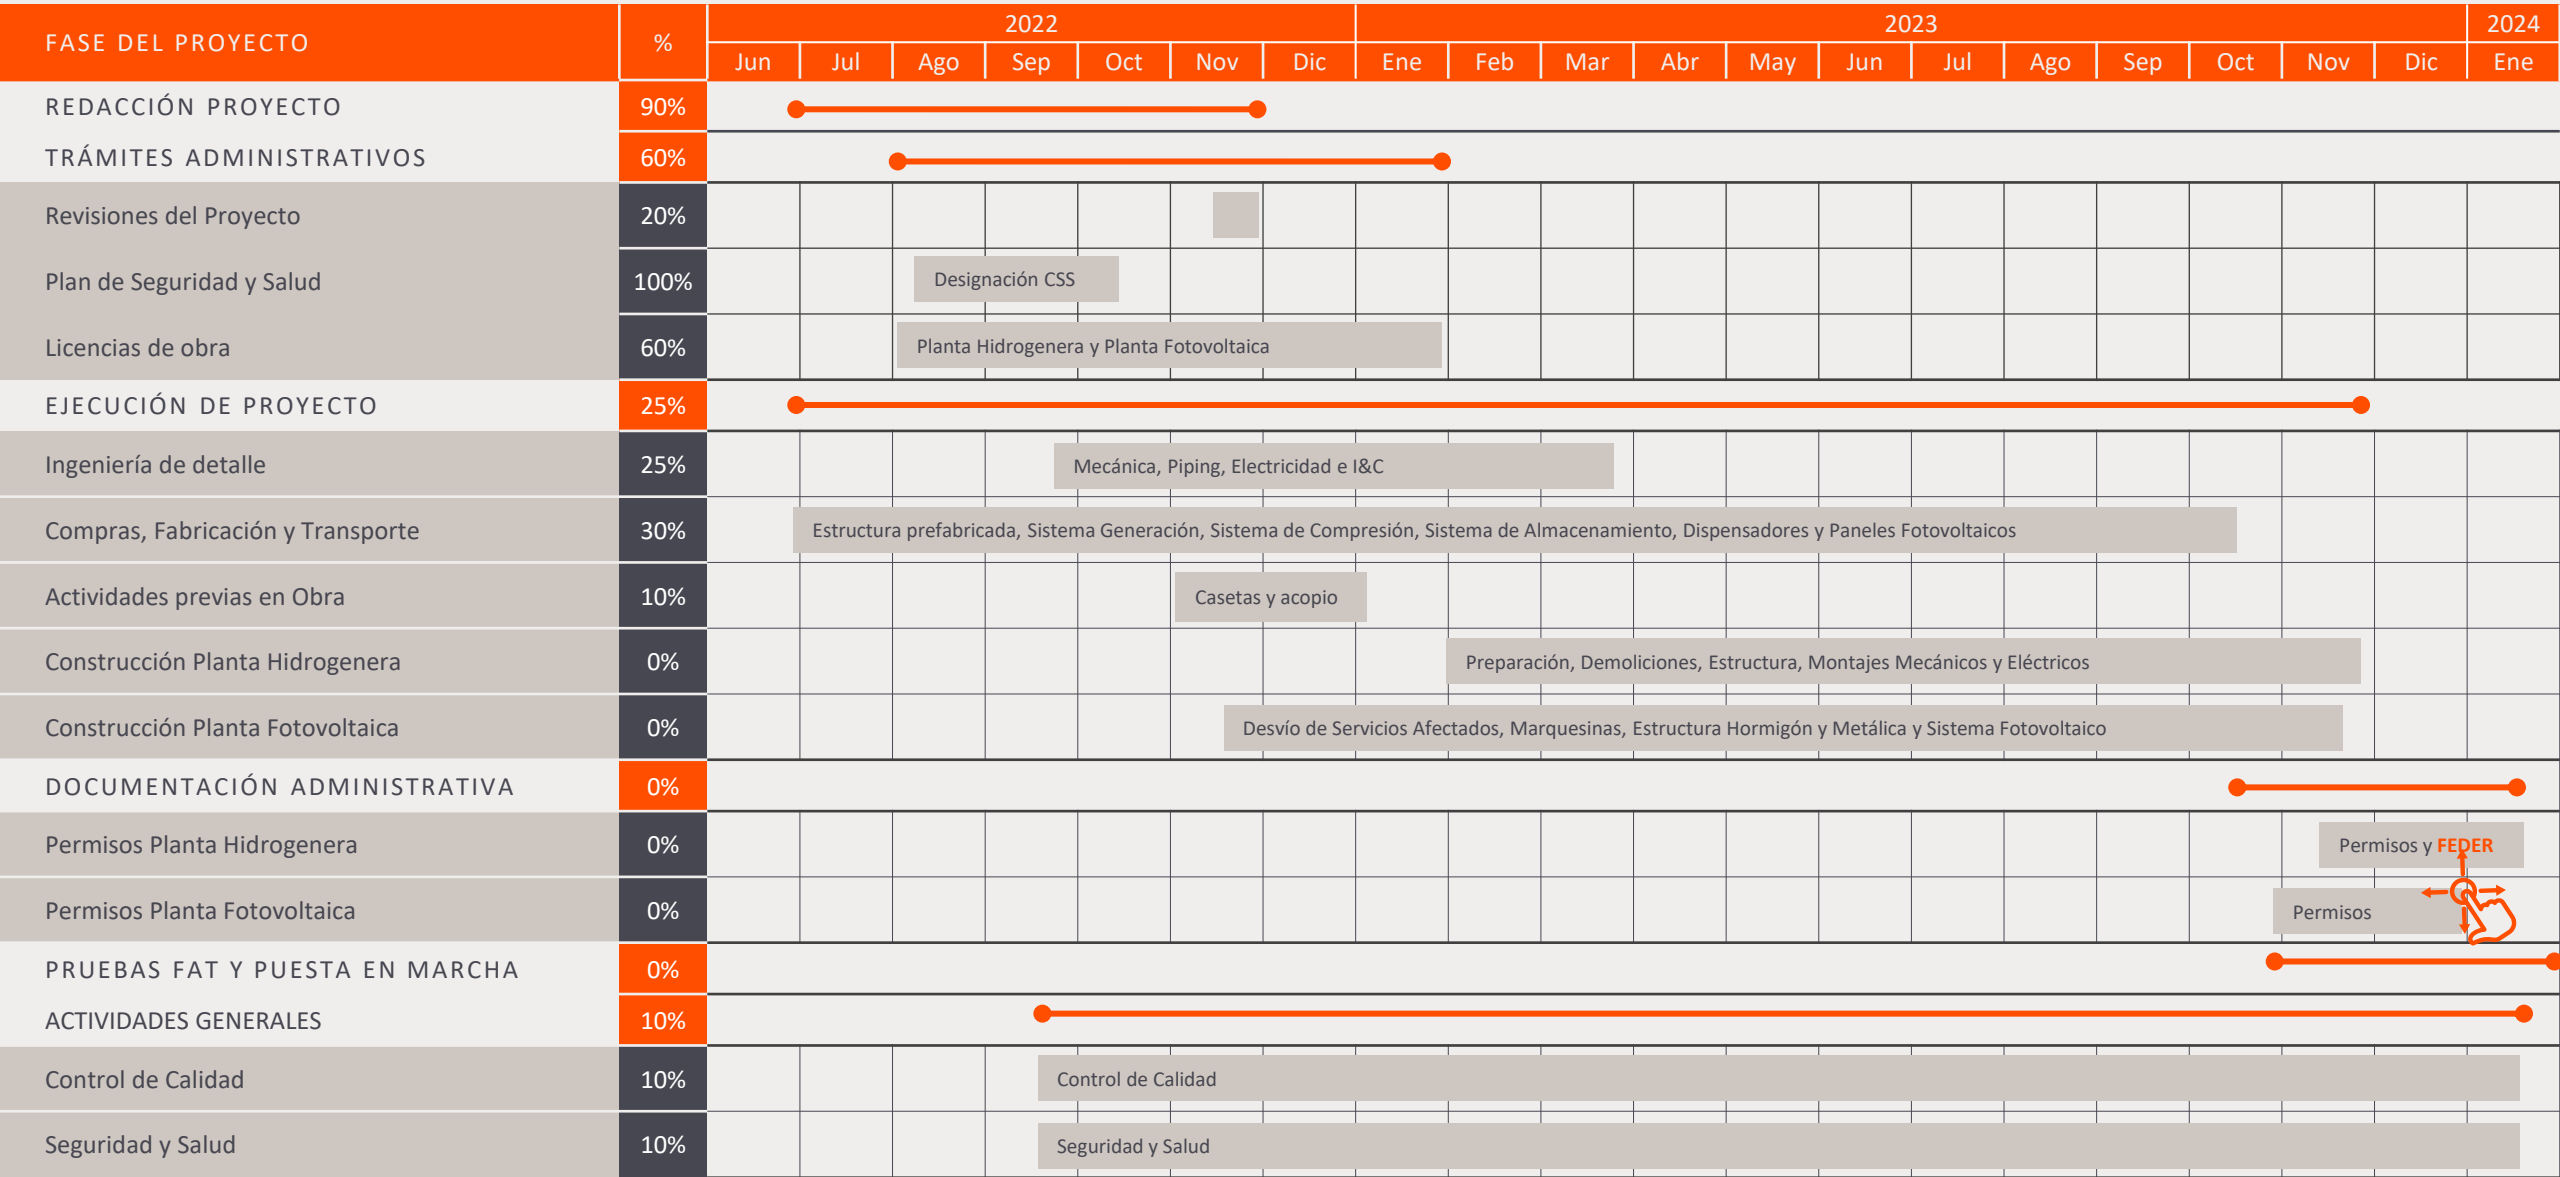 FASE DEL PROYECTO % 2022 2023 2024
Jun Jul Ago Sep Oct Nov Dic Ene Feb Mar Abr May Jun Jul Ago Sep Oct Nov Dic Ene
REDACCIÓN PROYECTO 90%
TRÁMITES ADMINISTRATIVOS 60%
Revisiones del Proyecto 20%
Plan de Seguridad y Salud 100% Designación CSS
Licencias de obra 60% Planta Hidrogenera y Planta Fotovoltaica
EJECUCIÓN DE PROYECTO 25%
Ingeniería de detalle 25% Mecánica, Piping, Electricidad e I&C
Compras, Fabricación y Transporte 30% Estructura prefabricada, Sistema Generación, Sistema de Compresión, Sistema de Almacenamiento, Dispensadores y Paneles Fotovoltaicos
Actividades previas en Obra 10% Casetas y acopio
Construcción Planta Hidrogenera 0% Preparación, Demoliciones, Estructura, Montajes Mecánicos y Eléctricos
Construcción Planta Fotovoltaica 0% Desvío de Servicios Afectados, Marquesinas, Estructura Hormigón y Metálica y Sistema Fotovoltaico
DOCUMENTACIÓN ADMINISTRATIVA 0%
Permisos Planta Hidrogenera 0% Permisos y FEDER
Permisos Planta Fotovoltaica 0% Permisos
PRUEBAS FAT Y PUESTA EN MARCHA 0%
ACTIVIDADES GENERALES 10%
Control de Calidad 10% Control de Calidad
Seguridad y Salud 10% Seguridad y Salud